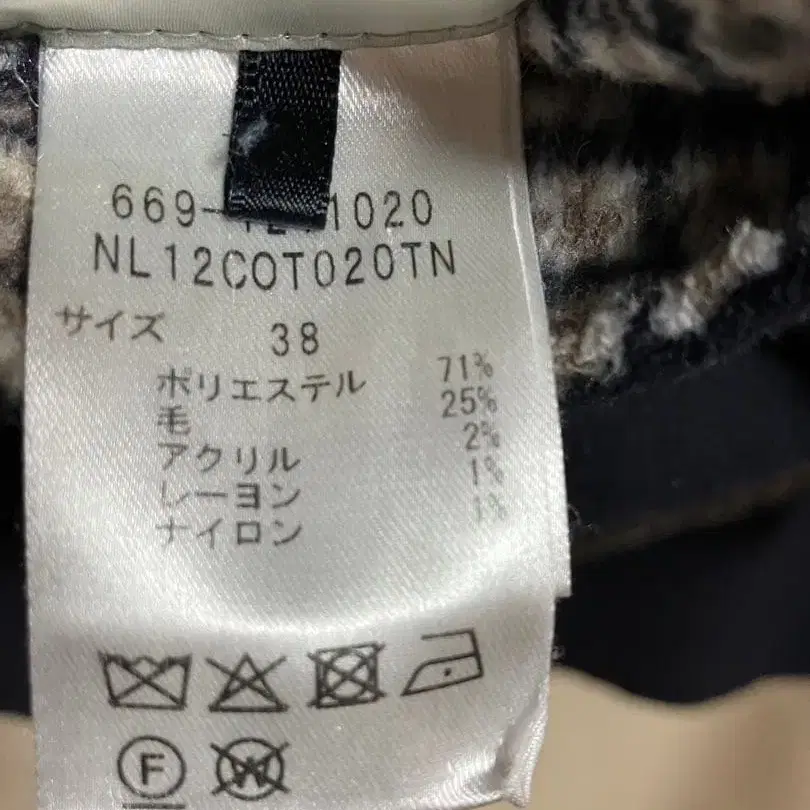 669- 1020
NL12COT020TN
サイズ 38
ポリエステル 71%
毛 25%
アクリル 2%
レーヨン 1%
ナイロン 1%
F
W